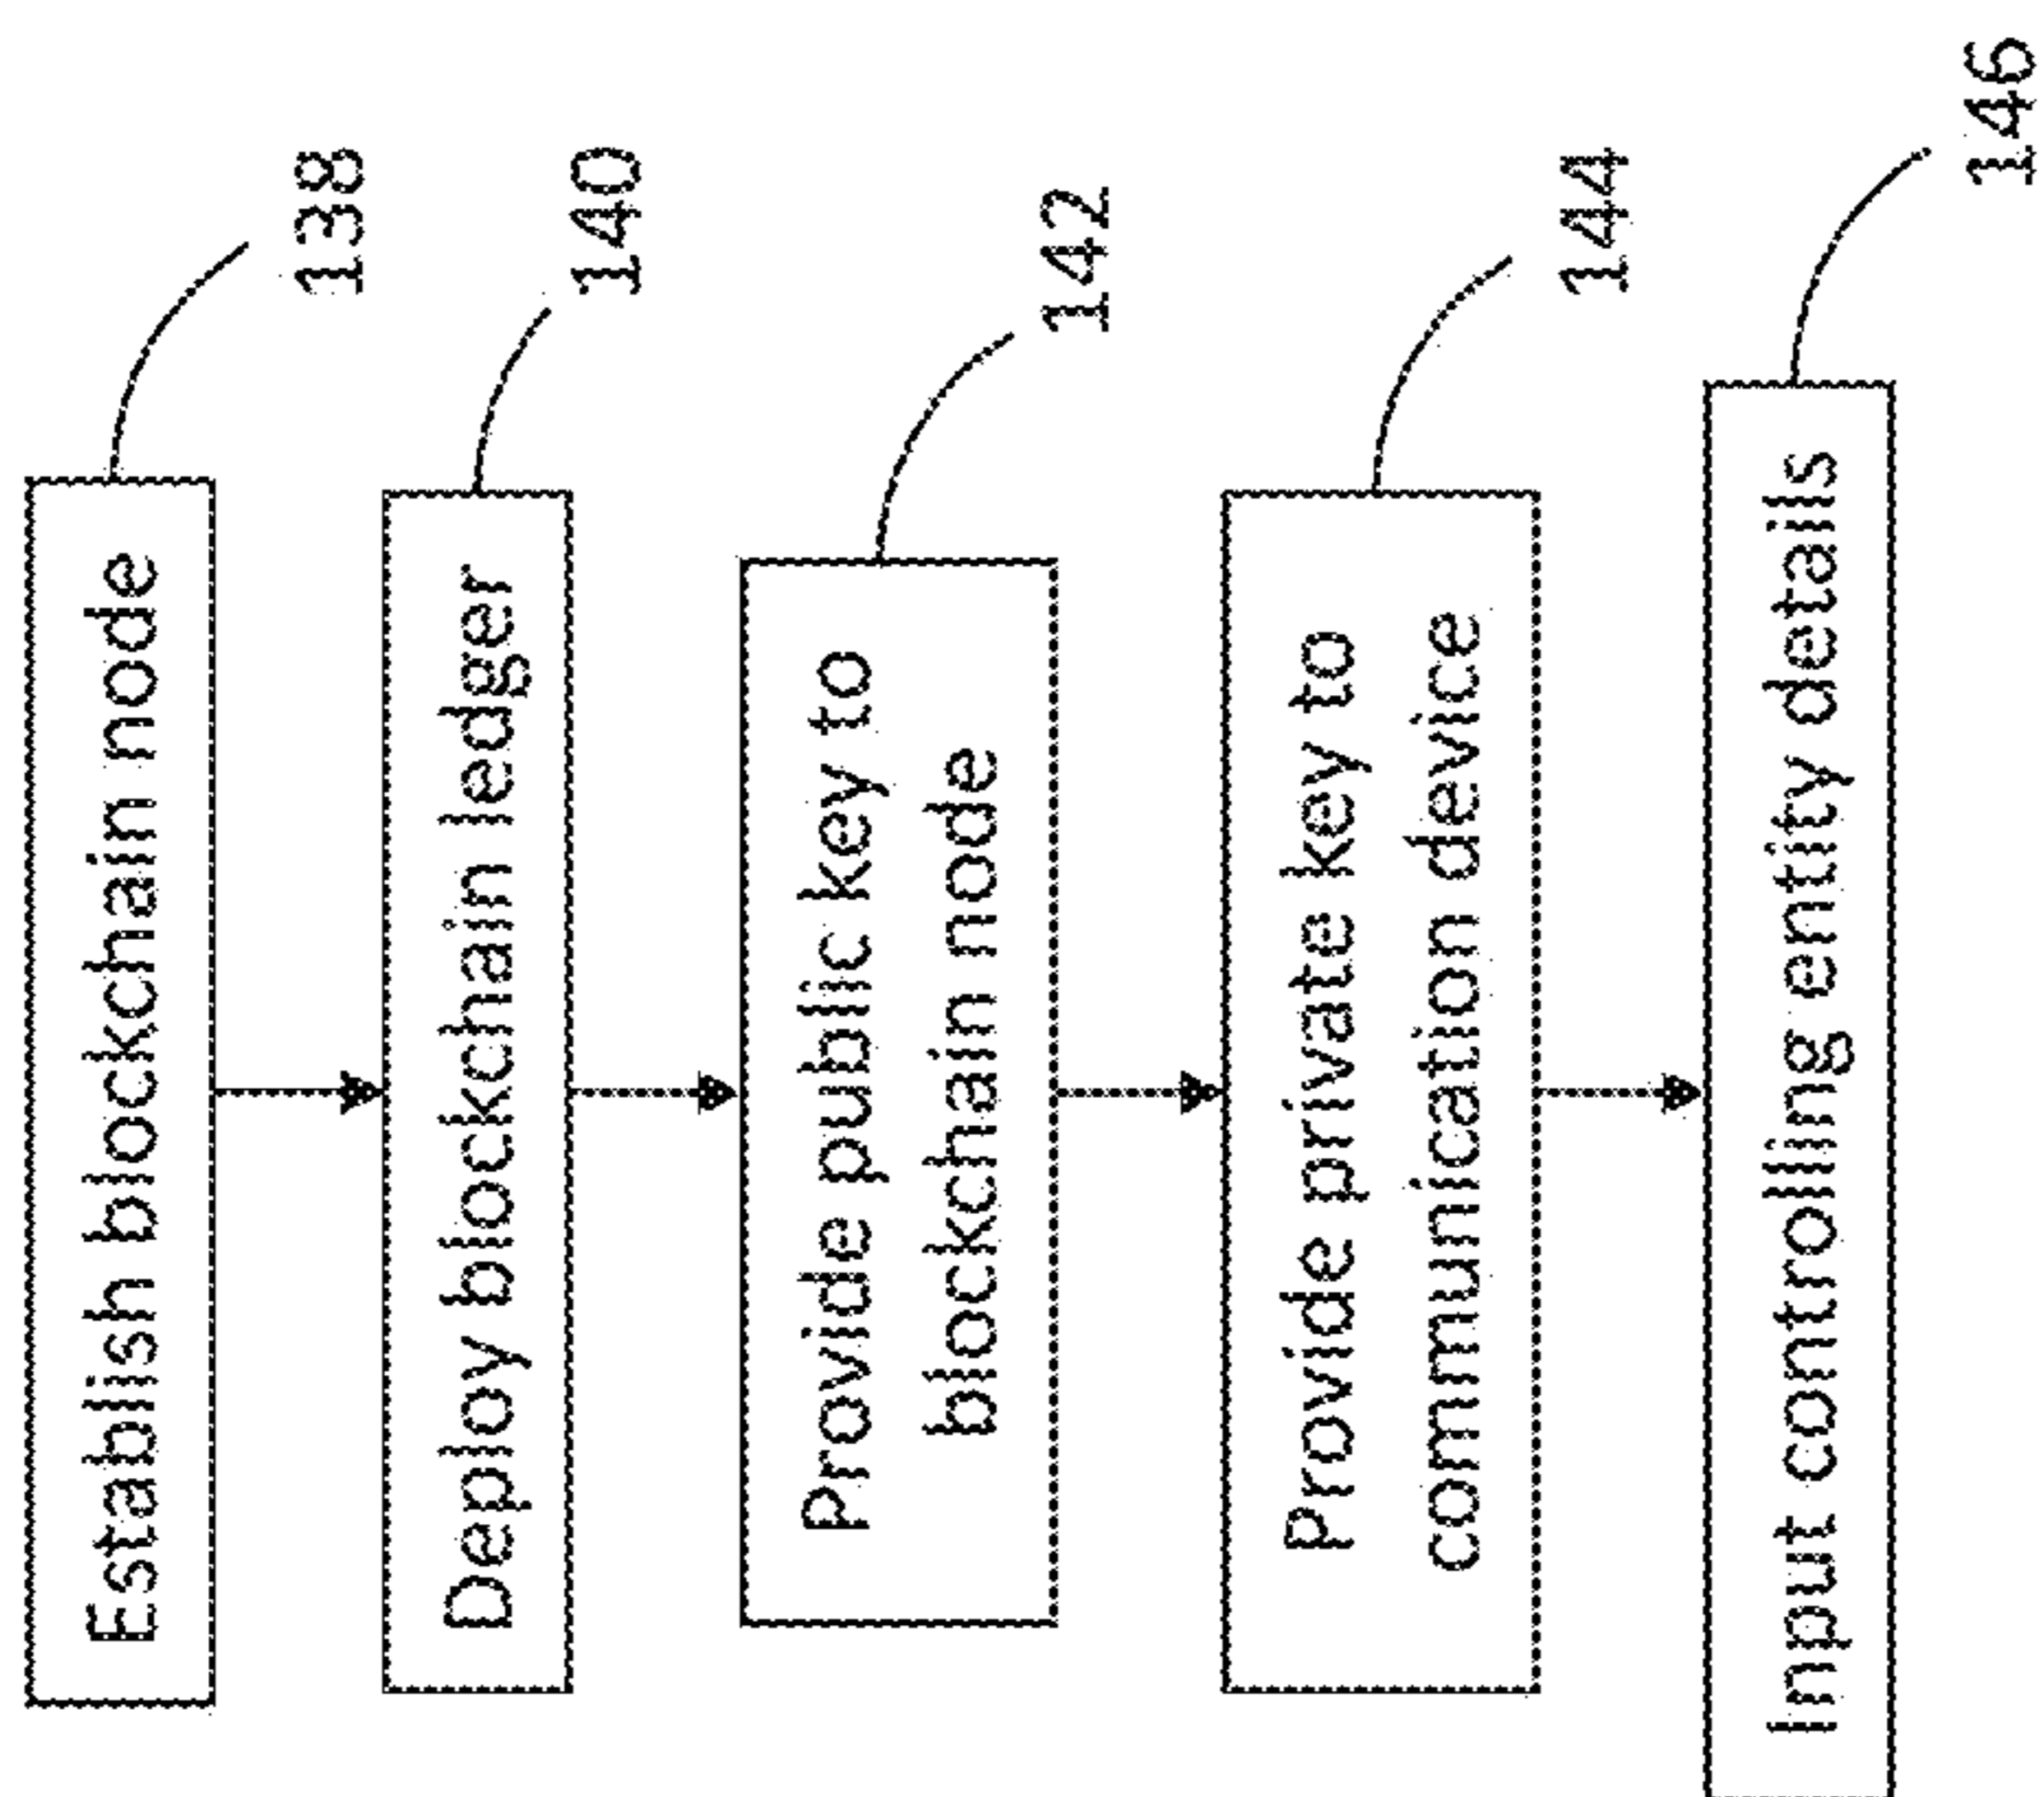 Establish blockchain node
138
Deploy blockchain ledger
140
Provide public key to
blockchain node
142
Provide private key to
communication device
144
Input controlling entity details
146